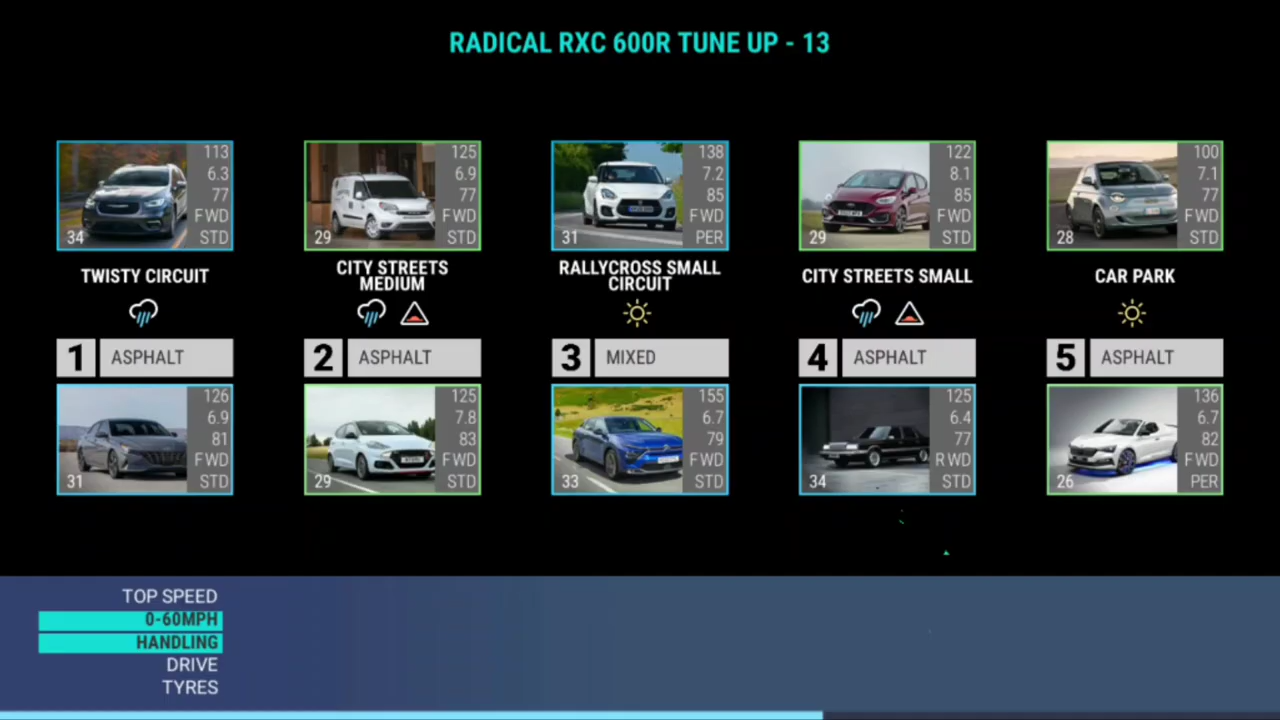 RADICAL RXC 600R TUNE UP - 13
113
6.3
77
FWD
STD
34
125
6.9
77
FWD
STD
29
138
7.2
85
FWD
PER
31
122
8.1
85
FWD
STD
29
100
7.1
77
FWD
STD
28
TWISTY CIRCUIT
CITY STREETS
MEDIUM
RALLYCROSS SMALL
CIRCUIT
CITY STREETS SMALL
CAR PARK
1 ASPHALT
2 ASPHALT
3 MIXED
4 ASPHALT
5 ASPHALT
126
6.9
81
FWD
STD
31
125
7.8
83
FWD
STD
29
155
6.7
79
FWD
STD
33
125
6.4
77
RWD
STD
34
136
6.7
82
FWD
PER
26
TOP SPEED
0-60MPH
HANDLING
DRIVE
TYRES